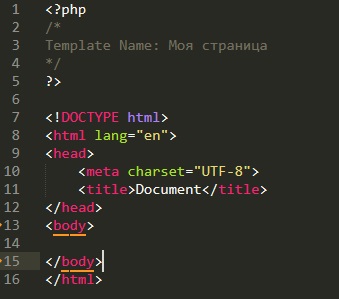 1 <?php
2 /*
3 Template Name: Моя страница
4 */
5 ?>
6
7 <!DOCTYPE html>
8 <html lang="en">
9 <head>
10     <meta charset="UTF-8">
11     <title>Document</title>
12 </head>
13 <body>
14
15 </body>
16 </html>